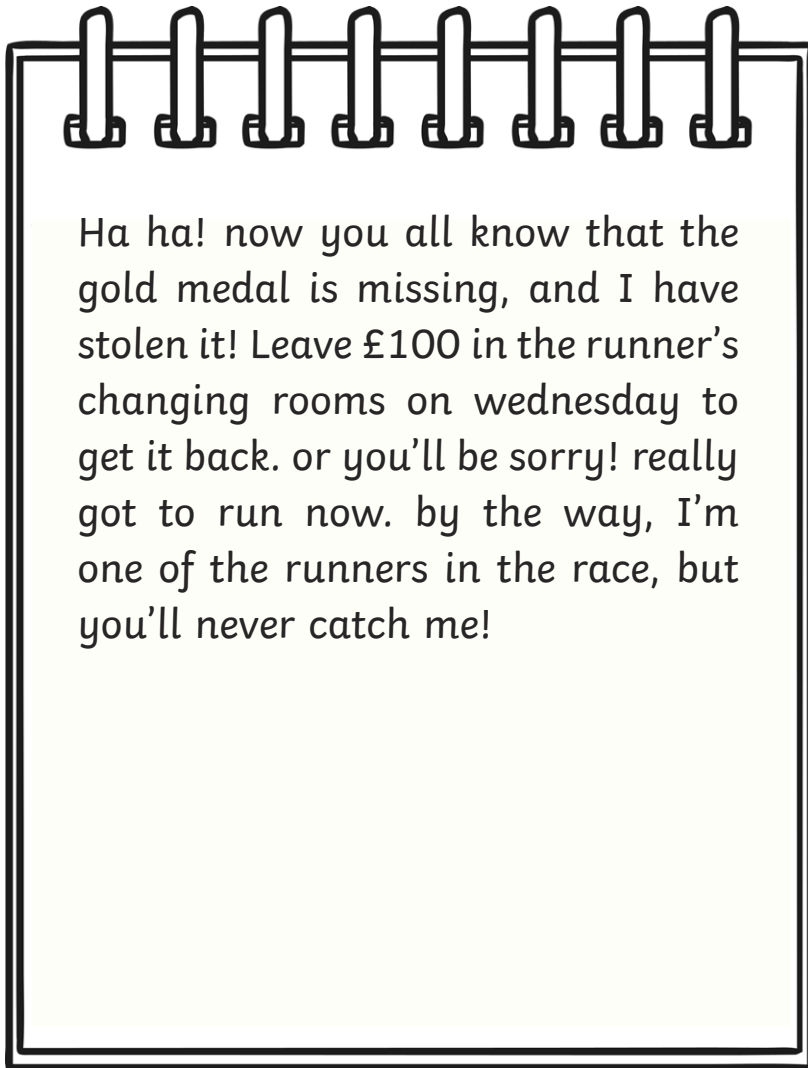 Ha ha! now you all know that the
gold medal is missing, and I have
stolen it! Leave £100 in the runner’s
changing rooms on wednesday to
get it back. or you’ll be sorry! really
got to run now. by the way, I’m
one of the runners in the race, but
you’ll never catch me!